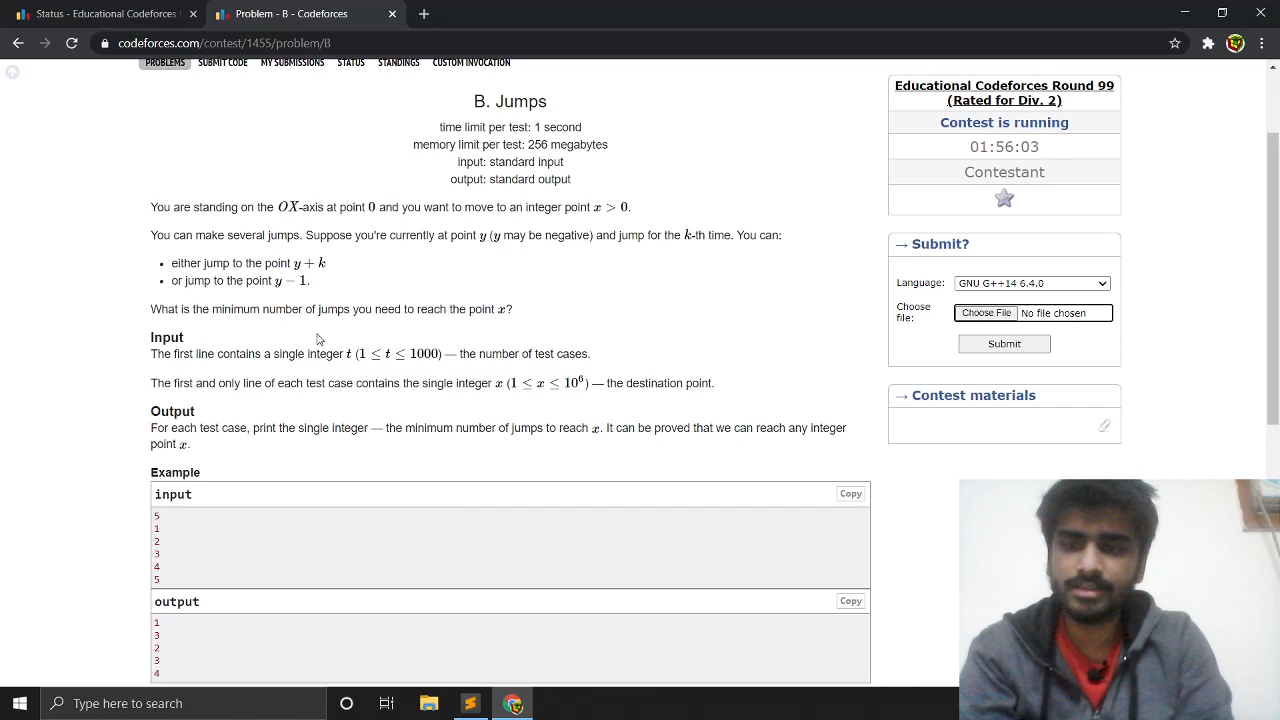 Status - Educational Codeforces
Problem - B - Codeforces
codeforces.com/contest/1455/problem/B
PROBLEMS SUBMIT CODE MY SUBMISSIONS STATUS STANDINGS CUSTOM INVOCATION
B. Jumps
time limit per test: 1 second
memory limit per test: 256 megabytes
input: standard input
output: standard output
You are standing on the OX-axis at point 0 and you want to move to an integer point x > 0.
You can make several jumps. Suppose you're currently at point y (y may be negative) and jump for the k-th time. You can:
• either jump to the point y + k
• or jump to the point y − 1.
What is the minimum number of jumps you need to reach the point x?
Input
The first line contains a single integer t (1 ≤ t ≤ 1000) — the number of test cases.
The first and only line of each test case contains the single integer x (1 ≤ x ≤ 10^6) — the destination point.
Output
For each test case, print the single integer — the minimum number of jumps to reach x. It can be proved that we can reach any integer
point x.
Example
input
Copy
5
1
2
3
4
5
output
Copy
1
3
2
3
4
Educational Codeforces Round 99
(Rated for Div. 2)
Contest is running
01:56:03
Contestant
→ Submit?
Language: GNU G++14 6.4.0
Choose
file: Choose File No file chosen
Submit
→ Contest materials
Type here to search